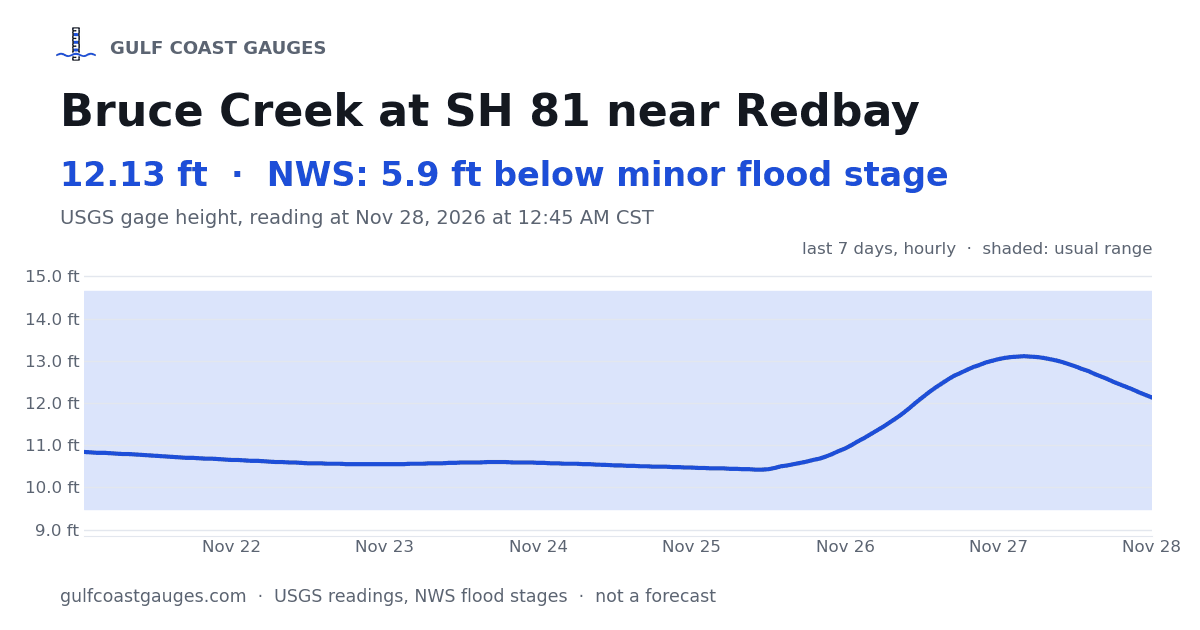 GULF COAST GAUGES
Bruce Creek at SH 81 near Redbay
12.13 ft · NWS: 5.9 ft below minor flood stage
USGS gage height, reading at Nov 28, 2026 at 12:45 AM CST
last 7 days, hourly · shaded: usual range
15.0 ft
14.0 ft
13.0 ft
12.0 ft
11.0 ft
10.0 ft
9.0 ft
Nov 22 Nov 23 Nov 24 Nov 25 Nov 26 Nov 27 Nov 28
gulfcoastgauges.com · USGS readings, NWS flood stages · not a forecast